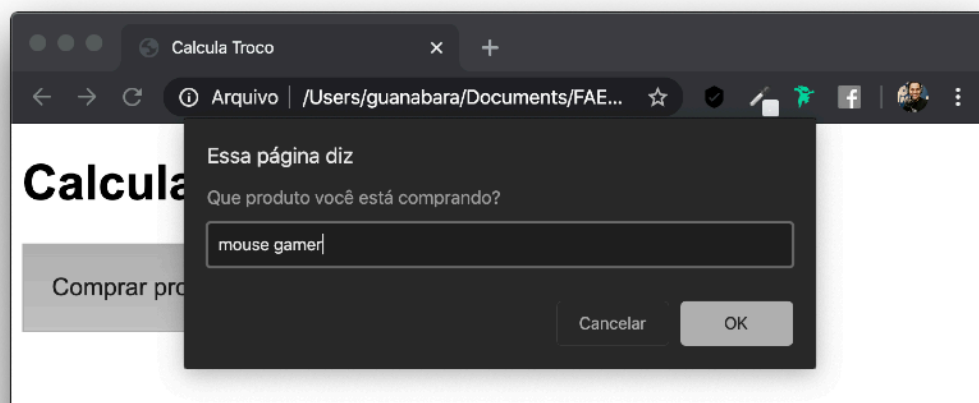 Calcula Troco
Arquivo | /Users/guanabara/Documents/FAE...
Essa página diz
Que produto você está comprando?
mouse gamer
Cancelar
OK
Calcula
Comprar pro